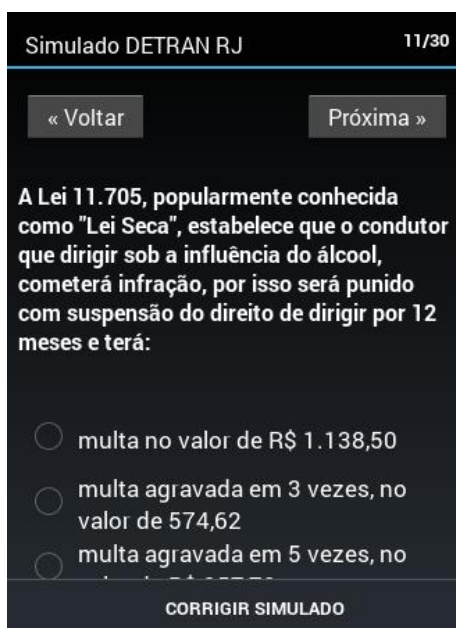 Simulado DETRAN RJ
11/30
« Voltar
Próxima »
A Lei 11.705, popularmente conhecida
como "Lei Seca", estabelece que o condutor
que dirigir sob a influência do álcool,
cometerá infração, por isso será punido
com suspensão do direito de dirigir por 12
meses e terá:
multa no valor de R$ 1.138,50
multa agravada em 3 vezes, no
valor de 574,62
multa agravada em 5 vezes, no
CORRIGIR SIMULADO